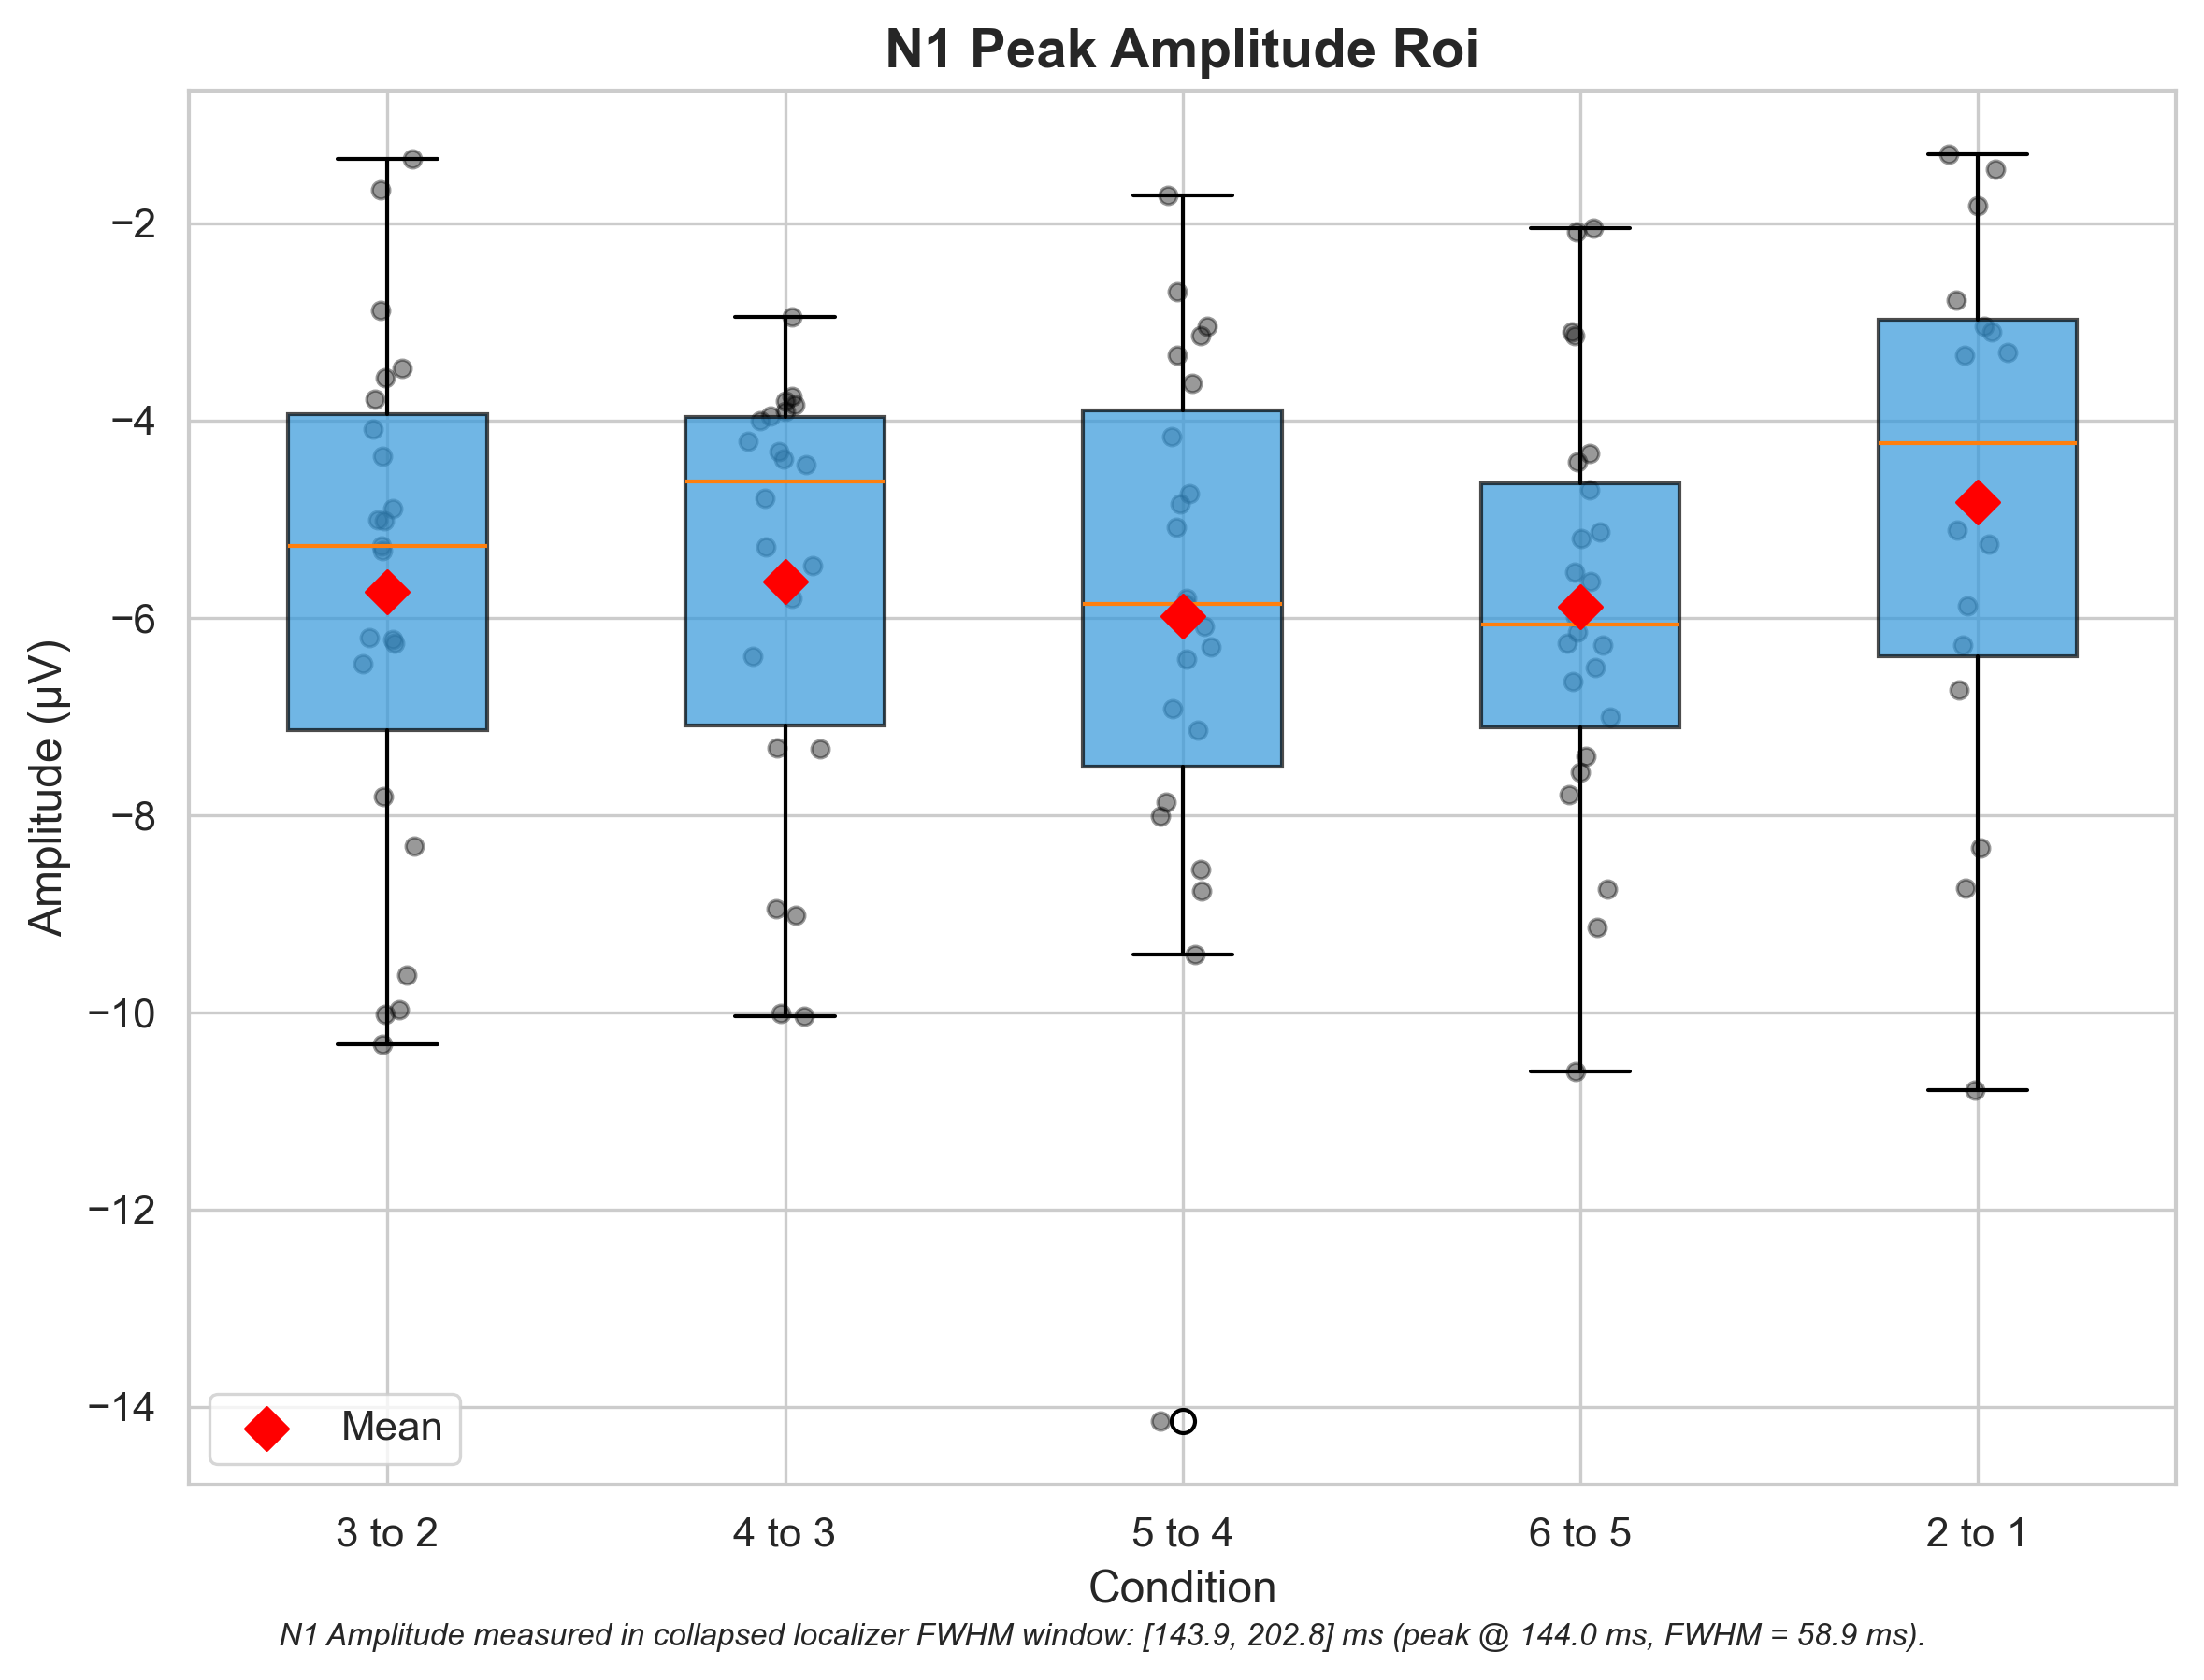 N1 Peak Amplitude Roi
Amplitude (µV)
−2
−4
−6
−8
−10
−12
−14
Mean
3 to 2
4 to 3
5 to 4
6 to 5
2 to 1
Condition
N1 Amplitude measured in collapsed localizer FWHM window: [143.9, 202.8] ms (peak @ 144.0 ms, FWHM = 58.9 ms).